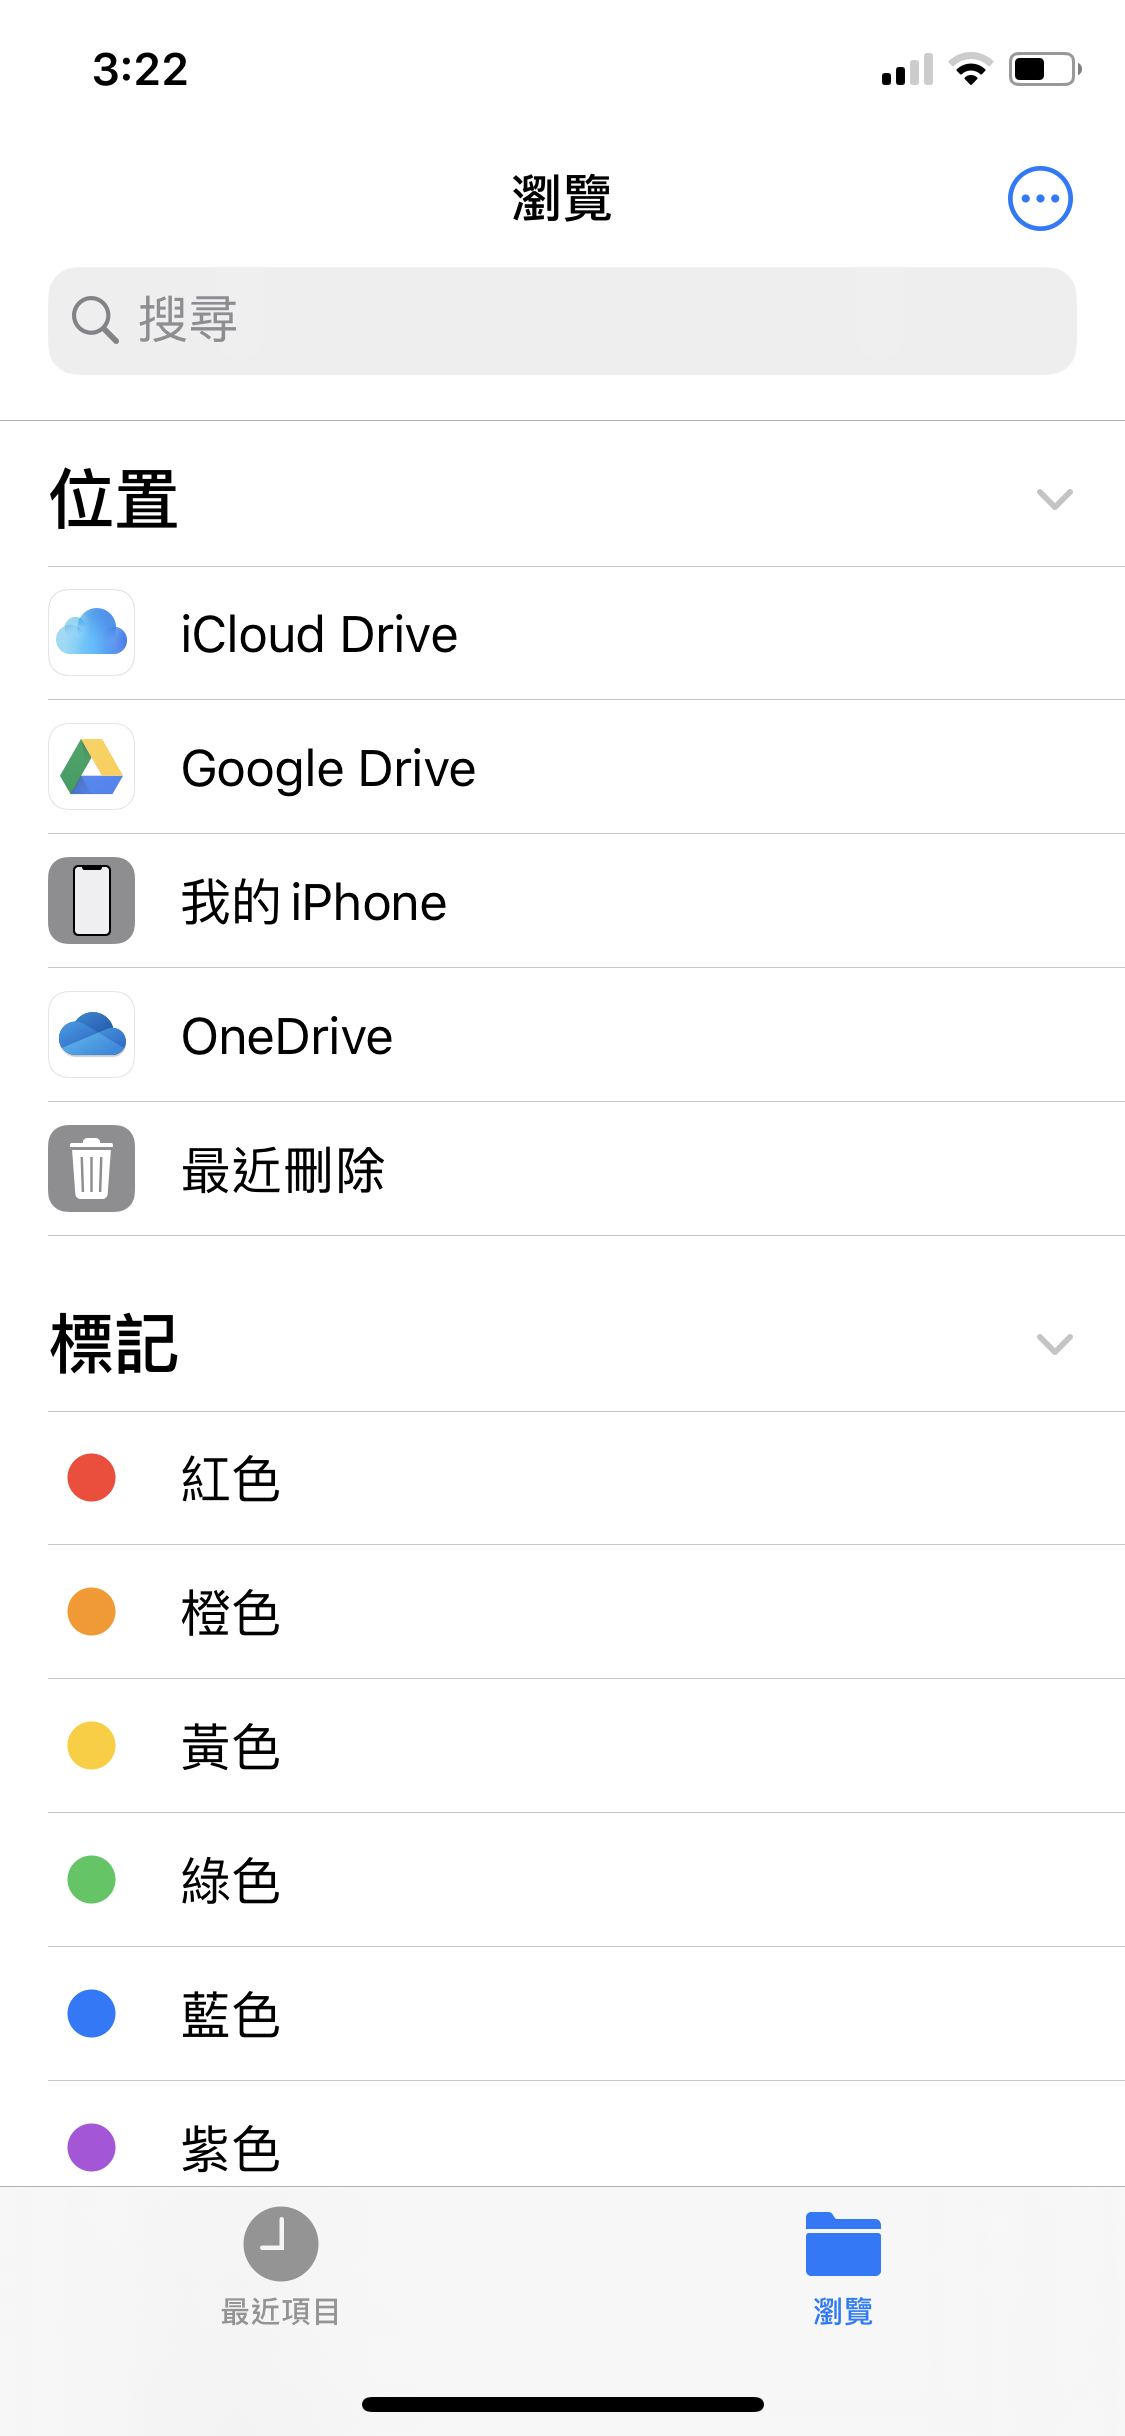 3:22
瀏覽
搜尋
位置
iCloud Drive
Google Drive
我的 iPhone
OneDrive
最近刪除
標記
紅色
橙色
黃色
綠色
藍色
紫色
最近項目
瀏覽